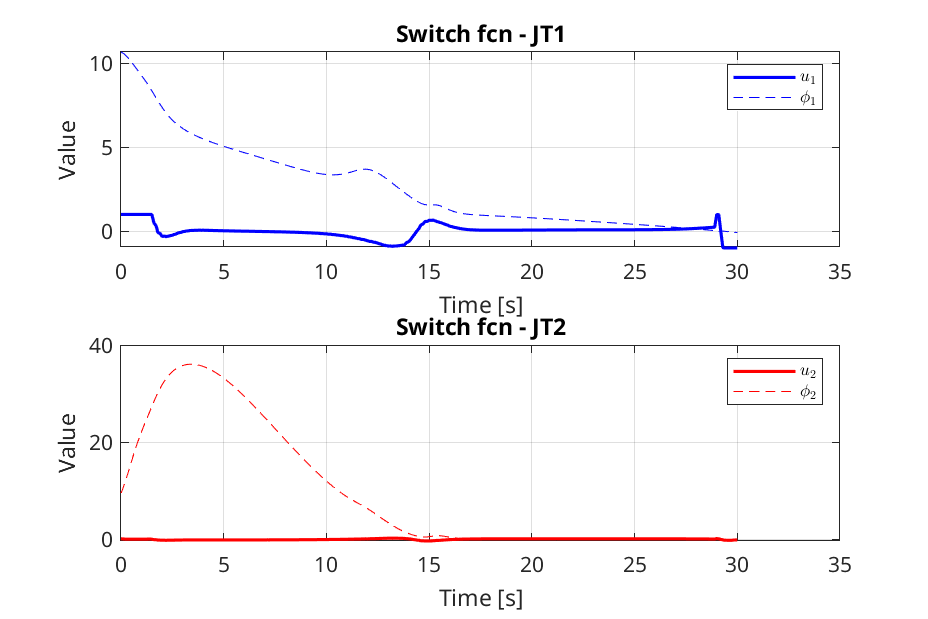 Switch fcn - JT1
10
5
0
Value
u₁
ϕ₁
0 5 10 15 20 25 30 35
Time [s]
Switch fcn - JT2
40
20
0
Value
u₂
ϕ₂
0 5 10 15 20 25 30 35
Time [s]